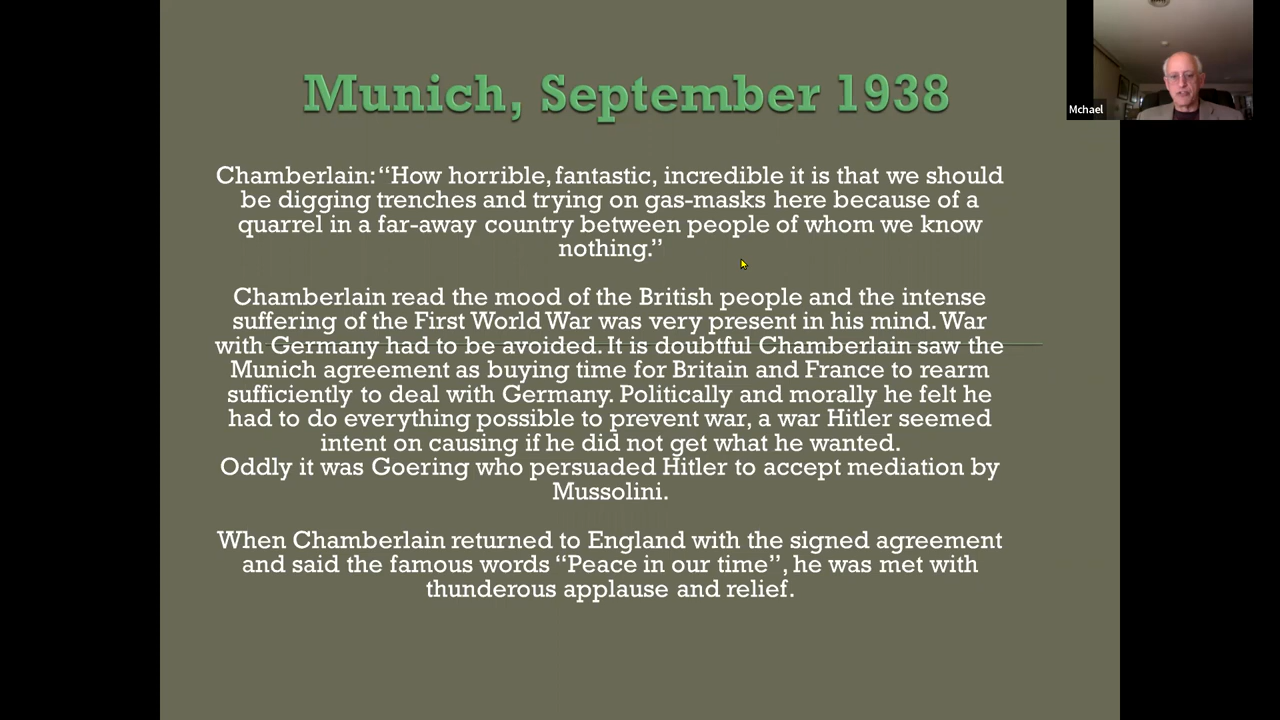 Munich, September 1938
Mchael
Chamberlain: “How horrible, fantastic, incredible it is that we should
be digging trenches and trying on gas-masks here because of a
quarrel in a far-away country between people of whom we know
nothing.”
Chamberlain read the mood of the British people and the intense
suffering of the First World War was very present in his mind. War
with Germany had to be avoided. It is doubtful Chamberlain saw the
Munich agreement as buying time for Britain and France to rearm
sufficiently to deal with Germany. Politically and morally he felt he
had to do everything possible to prevent war, a war Hitler seemed
intent on causing if he did not get what he wanted.
Oddly it was Goering who persuaded Hitler to accept mediation by
Mussolini.
When Chamberlain returned to England with the signed agreement
and said the famous words “Peace in our time”, he was met with
thunderous applause and relief.